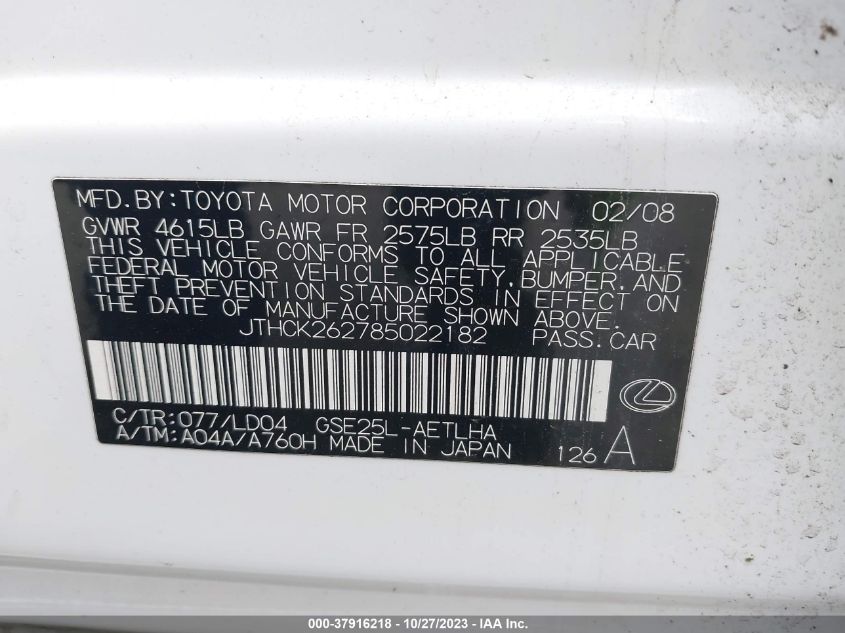 MFD.BY:TOYOTA MOTOR CORPORATION 02/08
GVWR 4615LB GAWR FR 2575LB RR 2535LB
THIS VEHICLE CONFORMS TO ALL APPLICABLE
FEDERAL MOTOR VEHICLE SAFETY,BUMPER,AND
THEFT PREVENTION STANDARDS IN EFFECT ON
THE DATE OF MANUFACTURE SHOWN ABOVE.
JTHCK262785022182 PASS.CAR
C/TR:077/LD04 GSE25L-AETLHA
A/TM:A04A/A760H MADE IN JAPAN 126 A
000-37916218 - 10/27/2023 - IAA Inc.